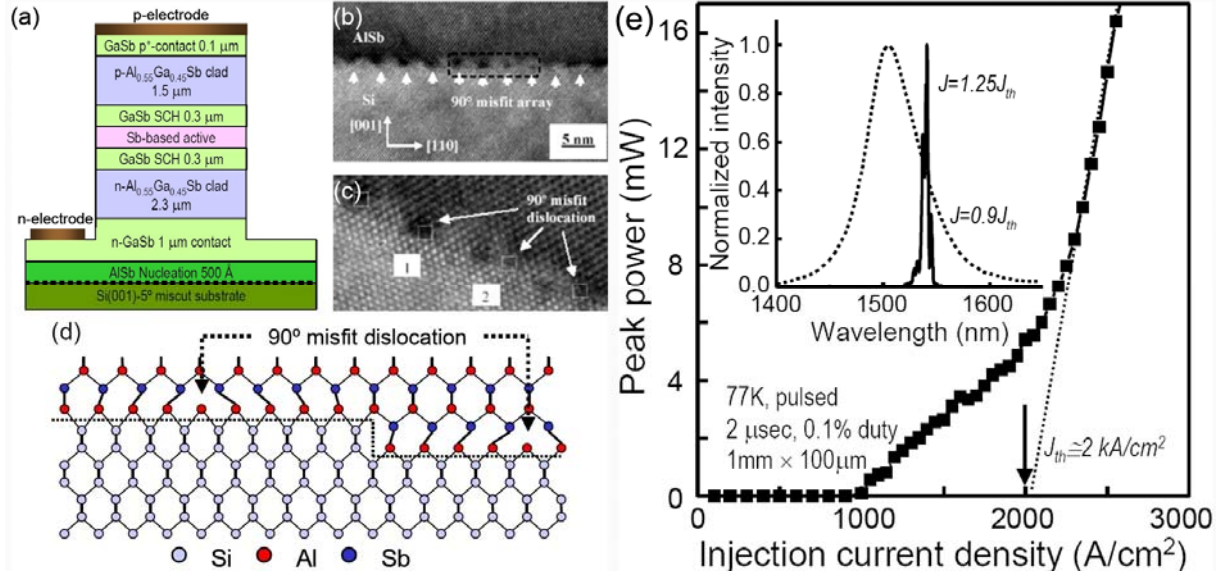 (a)
p-electrode
GaSb p⁺-contact 0.1 μm
p-Al₀.₅₅Ga₀.₄₅Sb clad
1.5 μm
GaSb SCH 0.3 μm
Sb-based active
GaSb SCH 0.3 μm
n-Al₀.₅₅Ga₀.₄₅Sb clad
2.3 μm
n-electrode
n-GaSb 1 μm contact
AlSb Nucleation 500 Å
Si(001)-5º miscut substrate
(b)
AlSb
Si
90° misfit array
[001]
[110]
5 nm
(c)
90° misfit
dislocation
1
2
(d)
90º misfit dislocation
Si
Al
Sb
(e)
Peak power (mW)
16
12
8
4
0
Normalized intensity
1.0
0.8
0.6
0.4
0.2
0.0
J=1.25Jth
J=0.9Jth
1400
1500
1600
Wavelength (nm)
77K, pulsed
2 μsec, 0.1% duty
1mm × 100μm
Jth≅2 kA/cm²
0
1000
2000
3000
Injection current density (A/cm²)